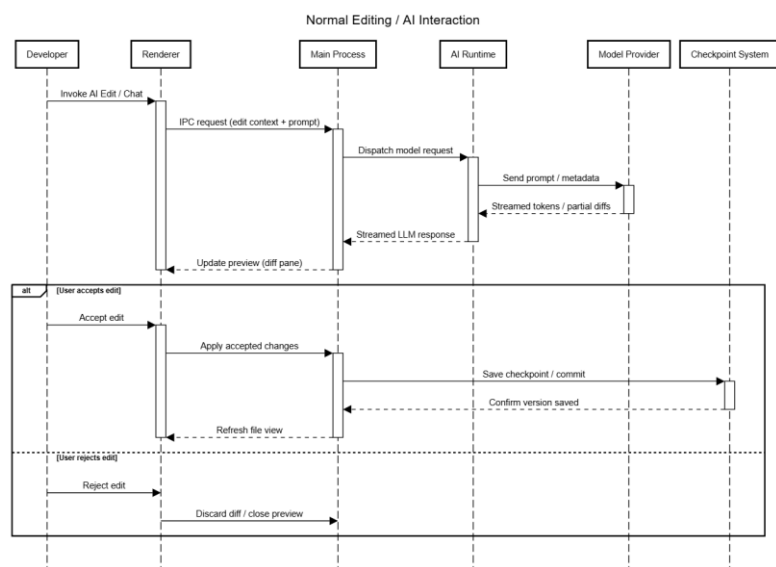 Normal Editing / AI Interaction
Developer
Renderer
Main Process
AI Runtime
Model Provider
Checkpoint System
Invoke AI Edit / Chat
IPC request (edit context + prompt)
Dispatch model request
Send prompt / metadata
Streamed tokens / partial diffs
Streamed LLM response
Update preview (diff pane)
alt
[User accepts edit]
Accept edit
Apply accepted changes
Save checkpoint / commit
Confirm version saved
Refresh file view
[User rejects edit]
Reject edit
Discard diff / close preview